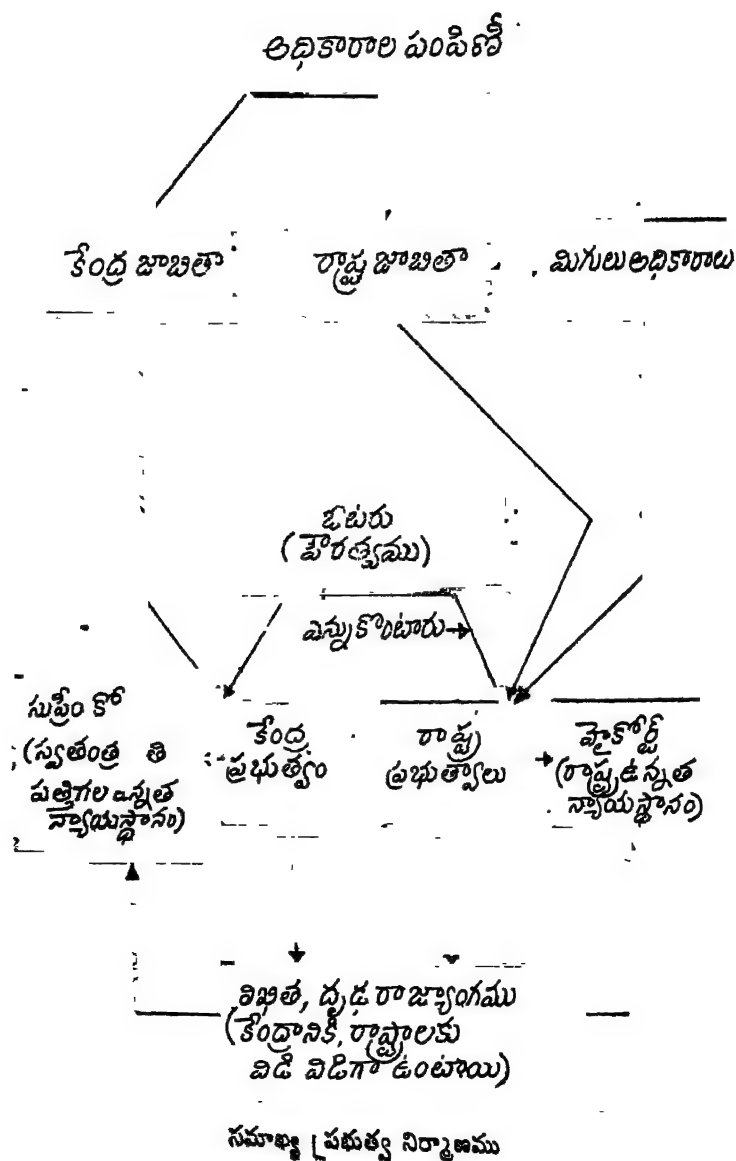 అధికారాల పంపిణీ
కేంద్ర జాబితా
రాష్ట్ర జాబితా
మిగులు అధికారాలు
ఓటరు
(పౌరత్వము)
ఎన్నుకొంటారు
సుప్రీం కో
(స్వతంత్ర తి
పత్తిగల ఉన్నత
న్యాయస్థానం)
కేంద్ర
ప్రభుత్వం
రాష్ట్ర
ప్రభుత్వాలు
హైకోర్ట్
(రాష్ట్ర ఉన్నత
న్యాయస్థానం)
లిఖిత, దృఢ రాజ్యాంగము
(కేంద్రానికి, రాష్ట్రాలకు
విడి విడిగా ఉంటాయి)
సమాఖ్య ప్రభుత్వ నిర్మాణము